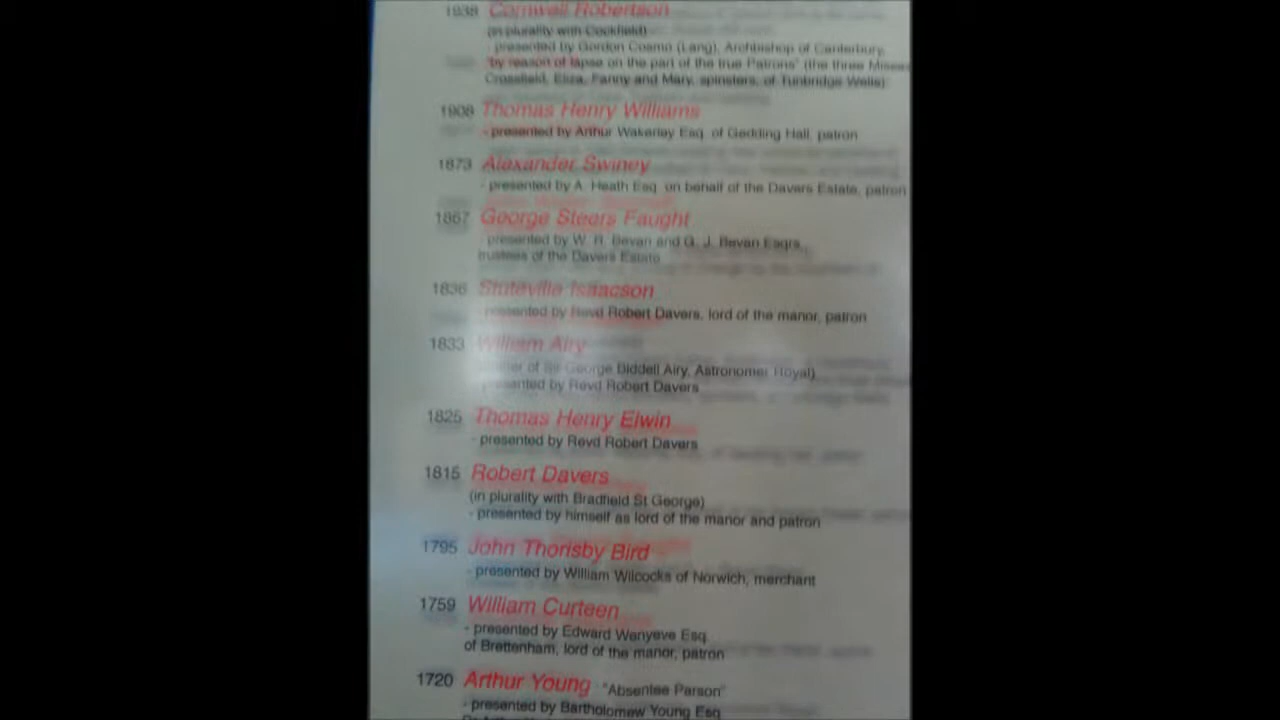 1938 Cornwall Robertson
(in plurality with Cockfield)
- presented by Gordon Cosmo (Lang), Archbishop of Canterbury,
"by reason of lapse on the part of the true Patrons" (the three Misses
Crossfield, Eliza, Fanny and Mary, spinsters, of Tunbridge Wells)
1908 Thomas Henry Williams
- presented by Arthur Wakerley Esq. of Gedding Hall, patron
1873 Alexander Swiney
- presented by A. Heath Esq. on behalf of the Davers Estate, patron
1867 George Steers Faught
- presented by W. R. Bevan and G. J. Bevan Esqrs,
trustees of the Davers Estate
1836 Stuteville Isaacson
- presented by Revd Robert Davers, lord of the manor, patron
1833 William Airy
of Sir George Biddell Airy, Astronomer Royal)
presented by Revd Robert Davers
1825 Thomas Henry Elwin
- presented by Revd Robert Davers
1815 Robert Davers
(in plurality with Bradfield St George)
- presented by himself as lord of the manor and patron
1795 John Thorisby Bird
- presented by William Wilcocks of Norwich, merchant
1759 William Curteen
- presented by Edward Wenyeve Esq.
of Brettenham, lord of the manor, patron
1720 Arthur Young "Absentee Parson"
- presented by Bartholomew Young Esq.